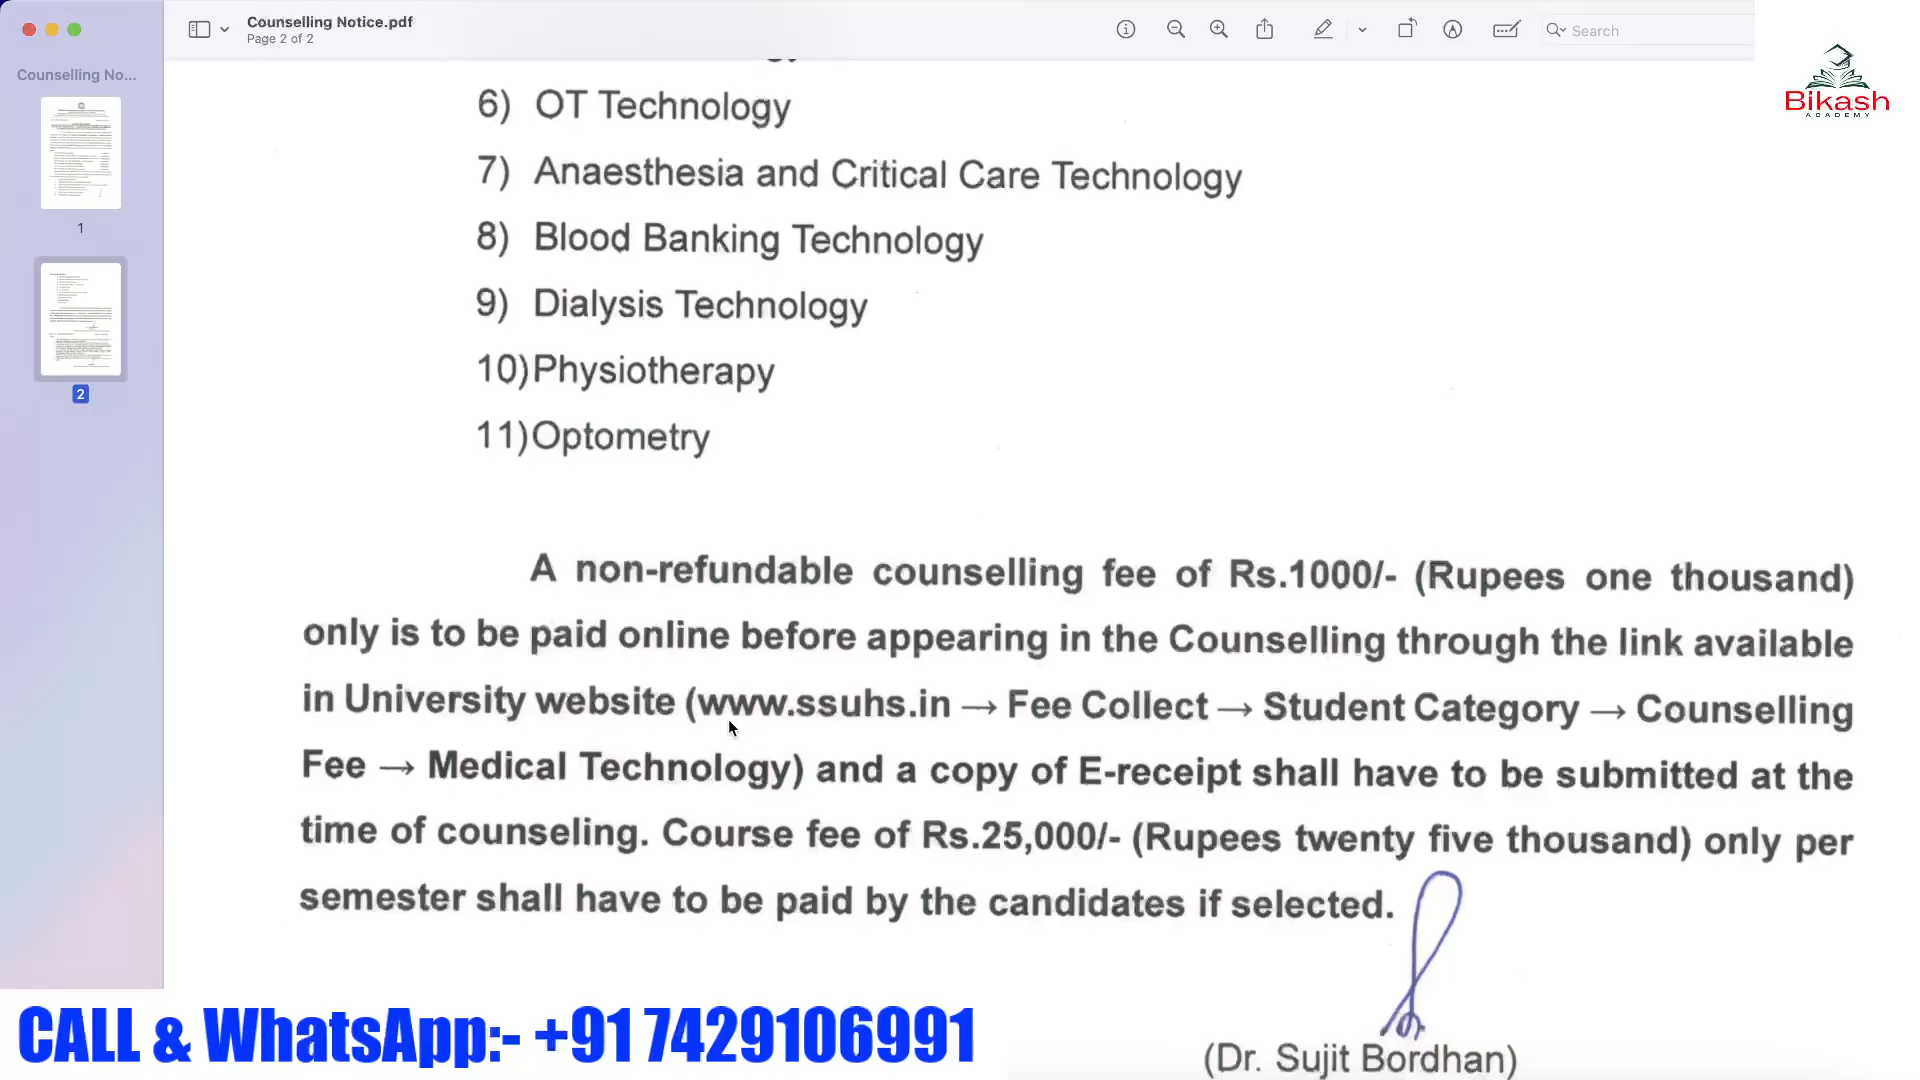 Counselling Notice.pdf
Page 2 of 2
Search
Counselling No...
1
2
Bikash
ACADEMY
6) OT Technology
7) Anaesthesia and Critical Care Technology
8) Blood Banking Technology
9) Dialysis Technology
10)Physiotherapy
11)Optometry
A non-refundable counselling fee of Rs.1000/- (Rupees one thousand)
only is to be paid online before appearing in the Counselling through the link available
in University website (www.ssuhs.in → Fee Collect → Student Category → Counselling
Fee → Medical Technology) and a copy of E-receipt shall have to be submitted at the
time of counseling. Course fee of Rs.25,000/- (Rupees twenty five thousand) only per
semester shall have to be paid by the candidates if selected.
(Dr. Sujit Bordhan)
CALL & WhatsApp:- +91 7429106991